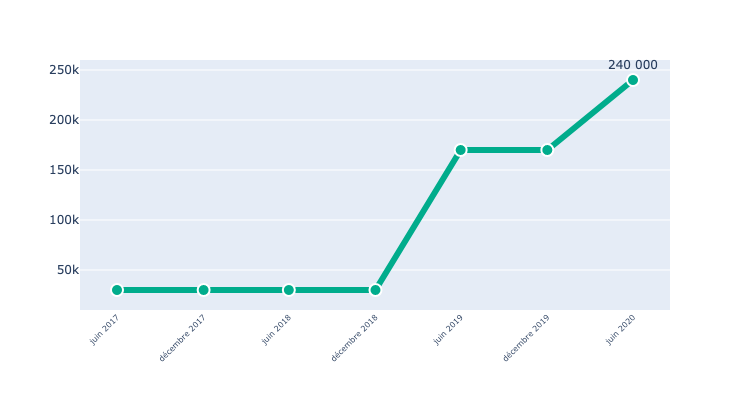 240 000
250k
200k
150k
100k
50k
juin 2017
décembre 2017
juin 2018
décembre 2018
juin 2019
décembre 2019
juin 2020